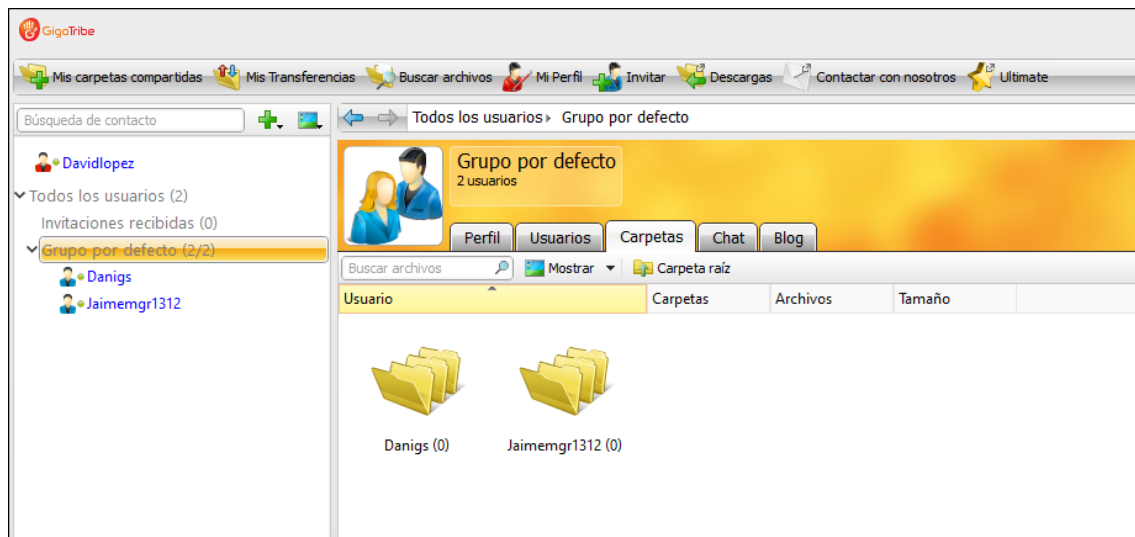 GigaTribe
Mis carpetas compartidas Mis Transferencias Buscar archivos Mi Perfil Invitar Descargas Contactar con nosotros Ultimate
Búsqueda de contacto
Todos los usuarios Grupo por defecto
Davidlopez
Todos los usuarios (2)
Invitaciones recibidas (0)
Grupo por defecto (2/2)
Danigs
Jaimemgr1312
Grupo por defecto
2 usuarios
Perfil Usuarios Carpetas Chat Blog
Buscar archivos Mostrar Carpeta raíz
Usuario Carpetas Archivos Tamaño
Danigs (0) Jaimemgr1312 (0)